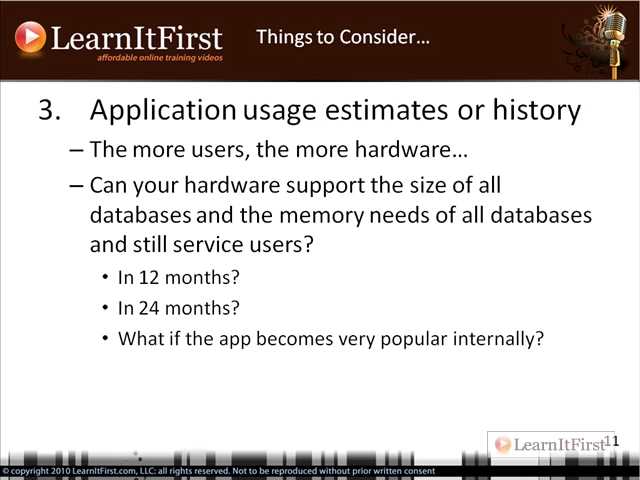 LearnItFirst
affordable online training videos
Things to Consider…
3. Application usage estimates or history
– The more users, the more hardware…
– Can your hardware support the size of all
databases and the memory needs of all databases
and still service users?
• In 12 months?
• In 24 months?
• What if the app becomes very popular internally?
LearnItFirst
11
© copyright 2010 LearnItFirst.com, LLC: all rights reserved. Not to be reproduced without prior written consent